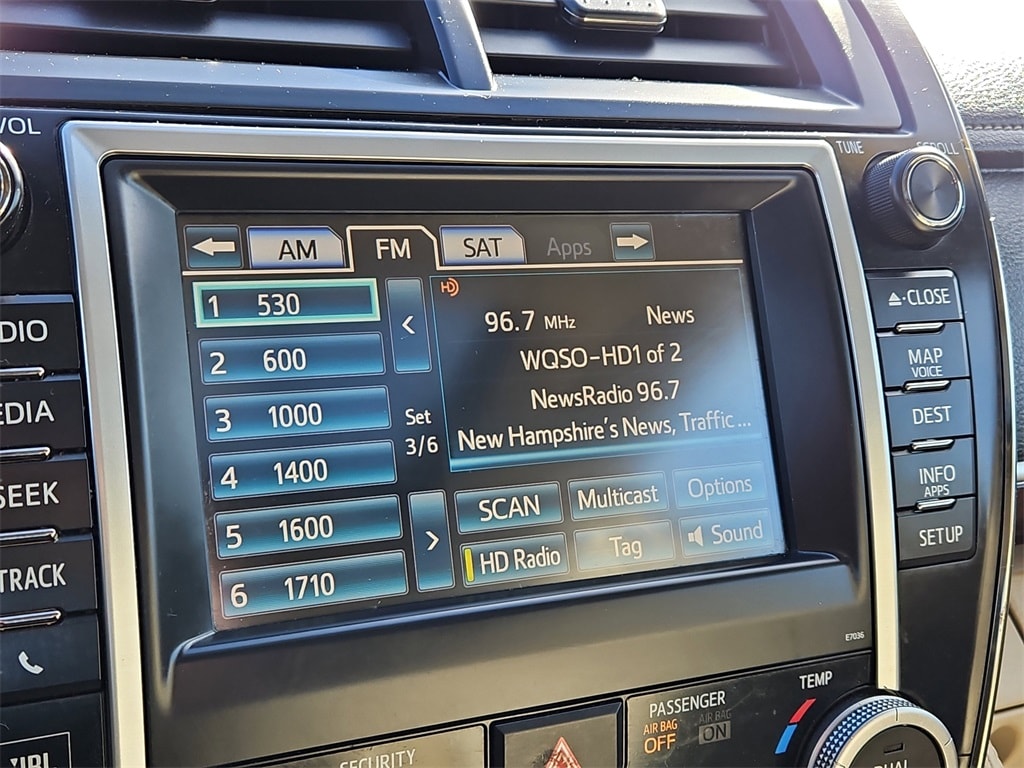 VOL
TUNE
SCROLL
AM
FM
SAT
Apps
1 530
2 600
3 1000
4 1400
5 1600
6 1710
<
Set
3/6
>
HD
96.7 MHz
News
WQSO-HD1 of 2
NewsRadio 96.7
New Hampshire's News, Traffic ...
SCAN
Multicast
Options
HD Radio
Tag
Sound
DIO
EDIA
SEEK
TRACK
CLOSE
MAP
VOICE
DEST
INFO
APPS
SETUP
E7036
SECURITY
PASSENGER
AIR BAG
OFF
AIR BAG
ON
TEMP
DUAL